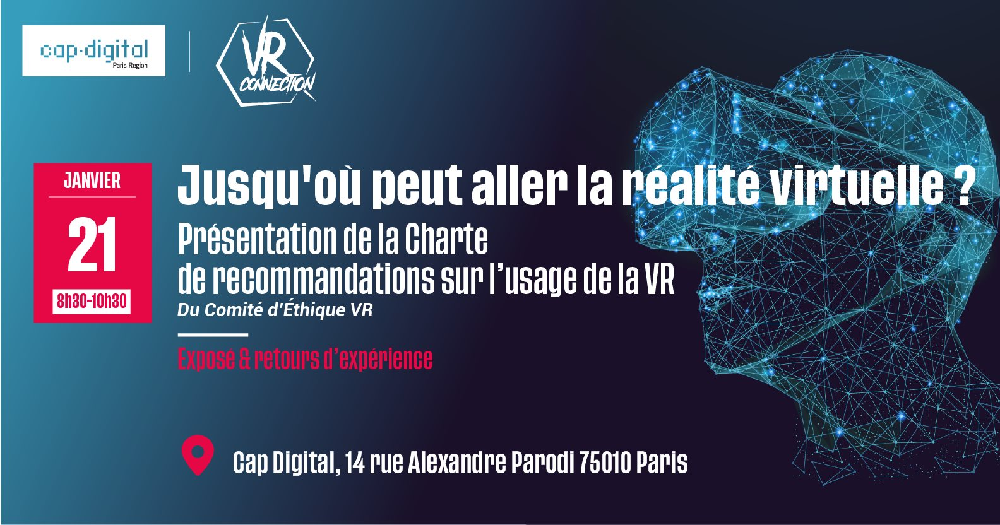 cap·digital
Paris Region
VR
CONNECTION
JANVIER
21
8h30-10h30
Jusqu'où peut aller la réalité virtuelle ?
Présentation de la Charte
de recommandations sur l’usage de la VR
Du Comité d'Éthique VR
Exposé & retours d’expérience
Cap Digital, 14 rue Alexandre Parodi 75010 Paris